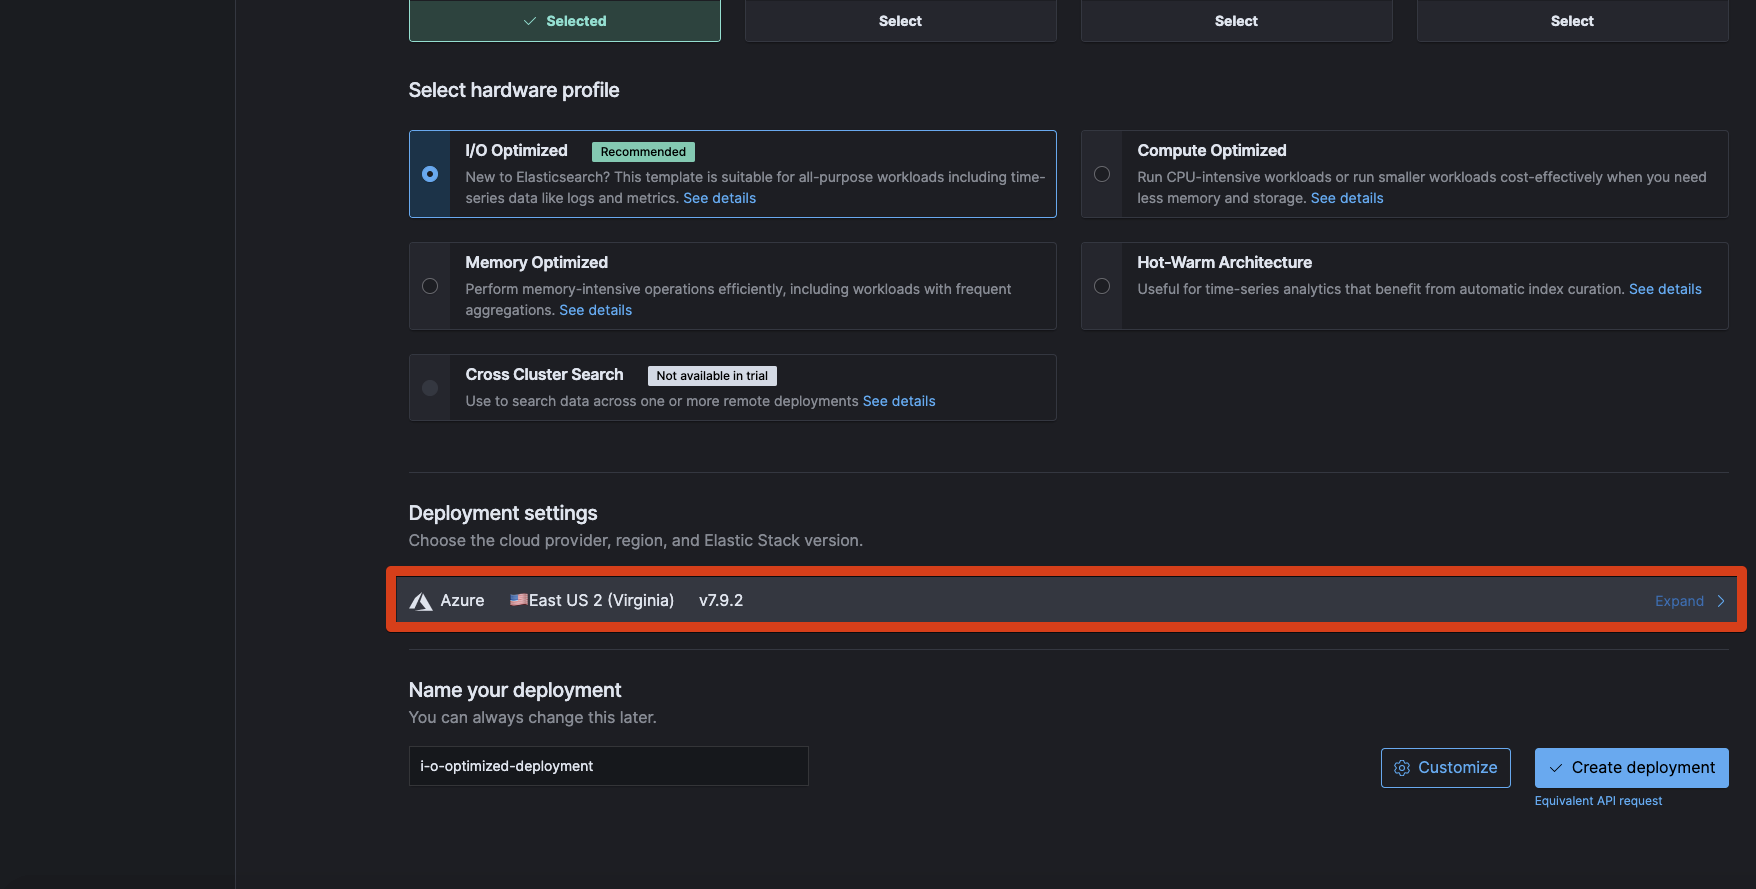 Selected
Select
Select
Select
Select hardware profile
I/O Optimized Recommended
New to Elasticsearch? This template is suitable for all-purpose workloads including time-
series data like logs and metrics. See details
Compute Optimized
Run CPU-intensive workloads or run smaller workloads cost-effectively when you need
less memory and storage. See details
Memory Optimized
Perform memory-intensive operations efficiently, including workloads with frequent
aggregations. See details
Hot-Warm Architecture
Useful for time-series analytics that benefit from automatic index curation. See details
Cross Cluster Search Not available in trial
Use to search data across one or more remote deployments See details
Deployment settings
Choose the cloud provider, region, and Elastic Stack version.
Azure East US 2 (Virginia) v7.9.2 Expand
Name your deployment
You can always change this later.
i-o-optimized-deployment
Customize
Create deployment
Equivalent API request